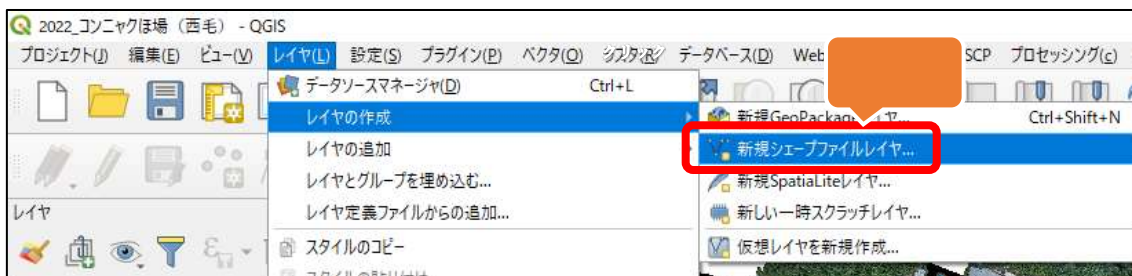 2022_コンニャクほ場（西毛） - QGIS
プロジェクト(J) 編集(E) ビュー(V) レイヤ(L) 設定(S) プラグイン(P) ベクタ(O) ラスタ(R) データベース(D) Web SCP プロセッシング(C)
データソースマネージャ(D) Ctrl+L
レイヤの作成
新規GeoPackageレイヤ... Ctrl+Shift+N
レイヤの追加
新規シェープファイルレイヤ...
レイヤとグループを埋め込む...
新規SpatiaLiteレイヤ...
レイヤ
レイヤ定義ファイルからの追加...
新しい一時スクラッチレイヤ...
スタイルのコピー
仮想レイヤを新規作成...